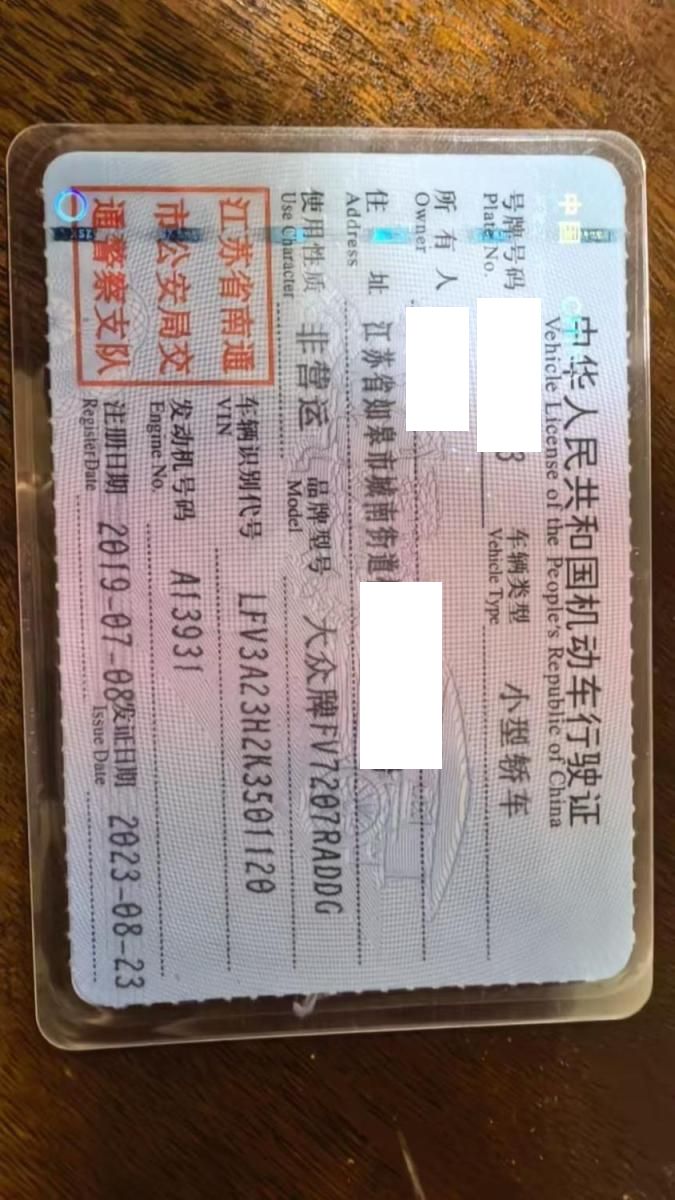 中国
中华人民共和国机动车行驶证
Vehicle License of the People's Republic of China
号牌号码 3 车辆类型 小型轿车
Plate No. Vehicle Type
所有人
Owner
住址 江苏省如皋市城南街道
Address
使用性质 非营运 品牌型号 大众牌FV7207RADDG
Use Character Model
江苏省南通
市公安局交
通警察支队
车辆识别代号 LFV3A23H2K3501120
VIN
发动机号码 A13931
Engine No.
注册日期 2019-07-08 发证日期 2023-08-23
Register Date Issue Date